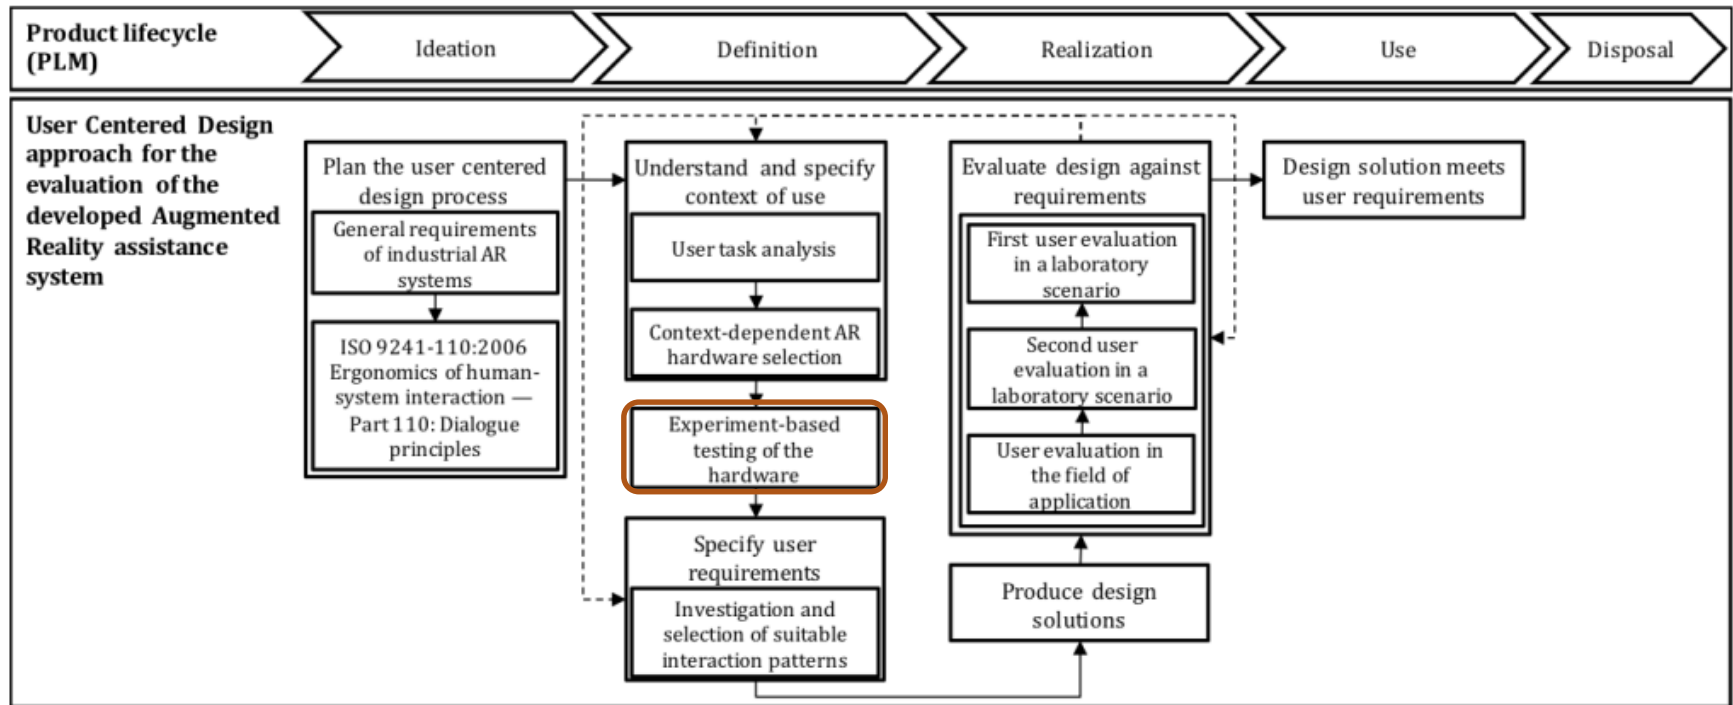 Product lifecycle
(PLM)
Ideation
Definition
Realization
Use
Disposal
User Centered Design
approach for the
evaluation of the
developed Augmented
Reality assistance
system
Plan the user centered
design process
General requirements
of industrial AR
systems
ISO 9241-110:2006
Ergonomics of human-
system interaction —
Part 110: Dialogue
principles
Understand and specify
context of use
User task analysis
Context-dependent AR
hardware selection
Experiment-based
testing of the
hardware
Specify user
requirements
Investigation and
selection of suitable
interaction patterns
Evaluate design against
requirements
First user evaluation
in a laboratory
scenario
Second user
evaluation in a
laboratory scenario
User evaluation in
the field of
application
Produce design
solutions
Design solution meets
user requirements